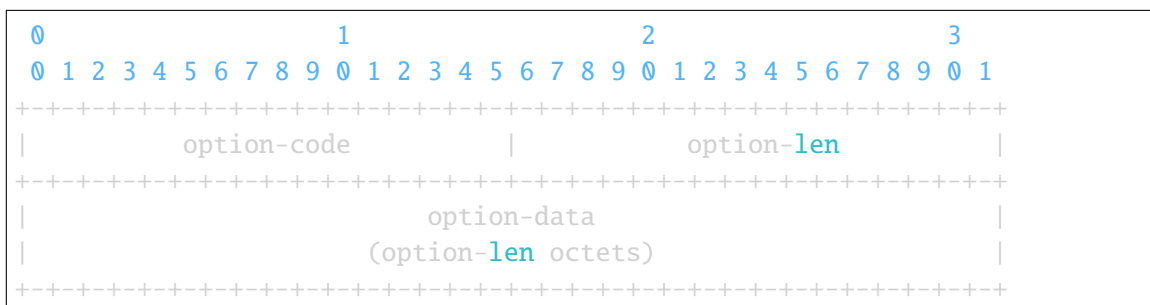 0                   1                   2                   3
0 1 2 3 4 5 6 7 8 9 0 1 2 3 4 5 6 7 8 9 0 1 2 3 4 5 6 7 8 9 0 1
+-+-+-+-+-+-+-+-+-+-+-+-+-+-+-+-+-+-+-+-+-+-+-+-+-+-+-+-+-+-+-+-+
|          option-code          |           option-len          |
+-+-+-+-+-+-+-+-+-+-+-+-+-+-+-+-+-+-+-+-+-+-+-+-+-+-+-+-+-+-+-+-+
|                          option-data                          |
|                      (option-len octets)                      |
+-+-+-+-+-+-+-+-+-+-+-+-+-+-+-+-+-+-+-+-+-+-+-+-+-+-+-+-+-+-+-+-+